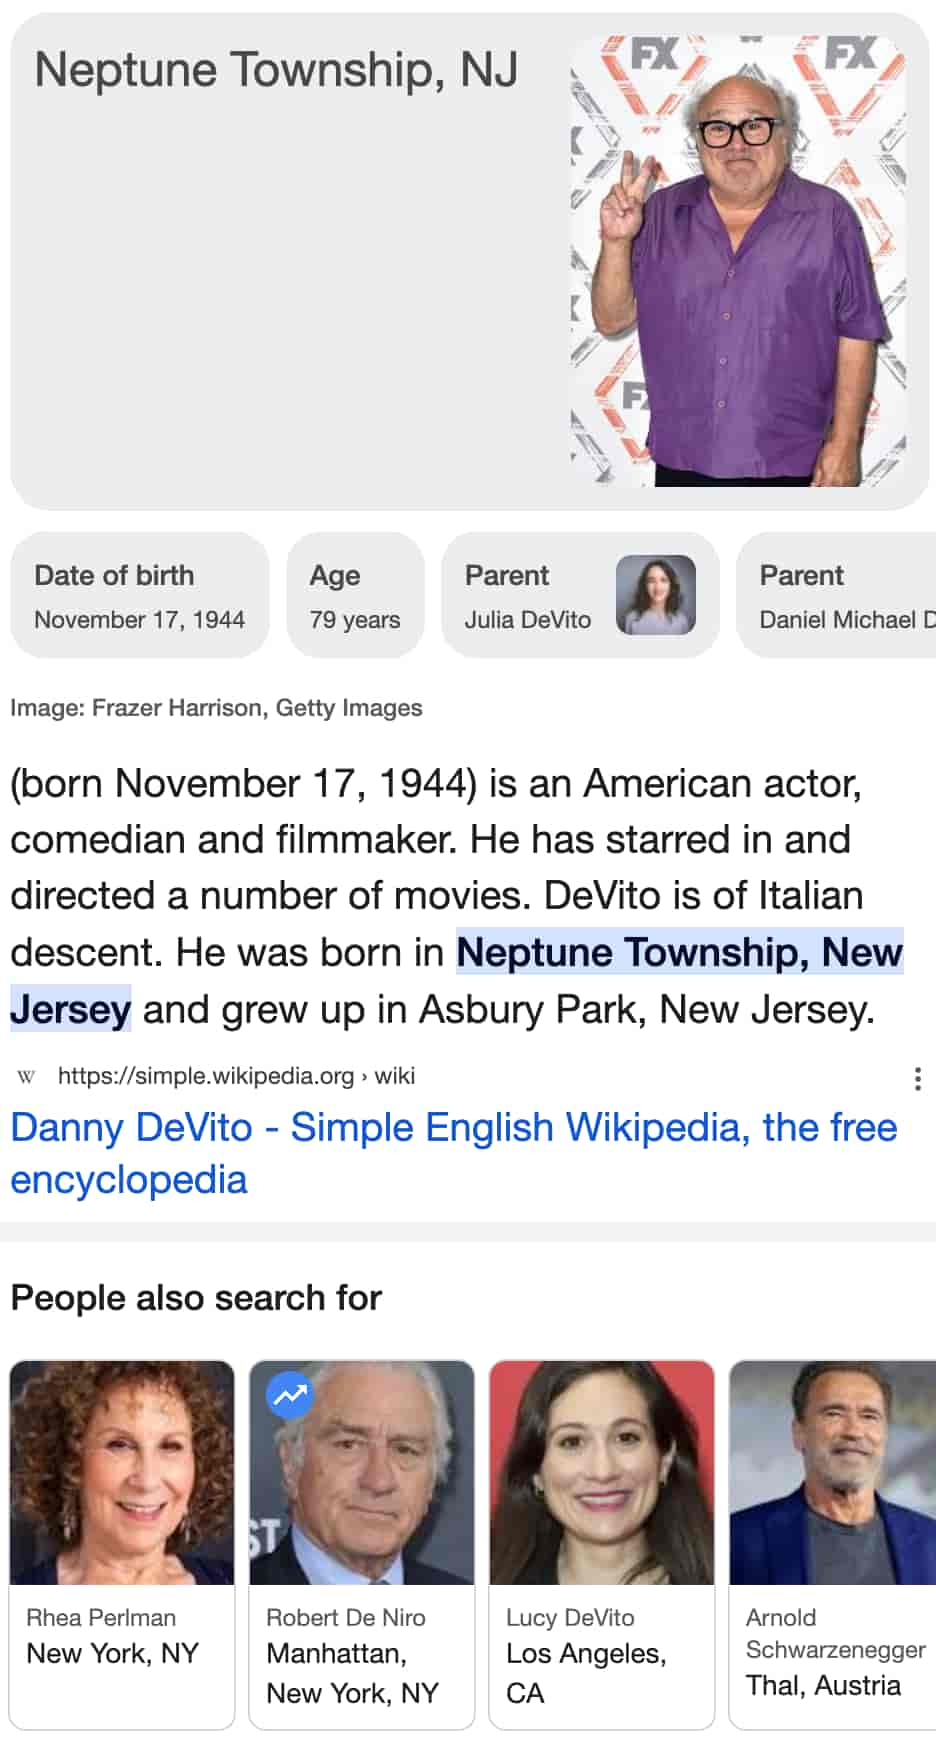 Neptune Township, NJ
FX
FX
Date of birth
November 17, 1944
Age
79 years
Parent
Julia DeVito
Parent
Daniel Michael D
Image: Frazer Harrison, Getty Images
(born November 17, 1944) is an American actor,
comedian and filmmaker. He has starred in and
directed a number of movies. DeVito is of Italian
descent. He was born in Neptune Township, New
Jersey and grew up in Asbury Park, New Jersey.
W https://simple.wikipedia.org › wiki
Danny DeVito - Simple English Wikipedia, the free
encyclopedia
People also search for
ST
Rhea Perlman
New York, NY
Robert De Niro
Manhattan,
New York, NY
Lucy DeVito
Los Angeles,
CA
Arnold
Schwarzenegger
Thal, Austria